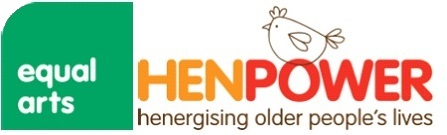 equal
arts
HENPOWER
henergising older people's lives